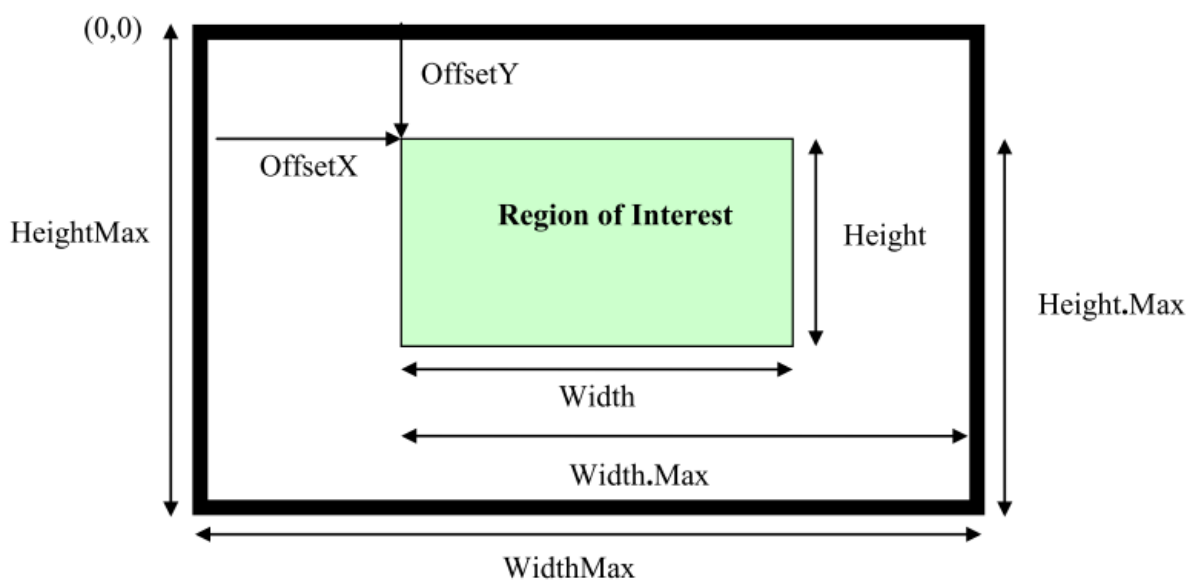 (0,0)
OffsetY
OffsetX
Region of Interest
HeightMax
Height
Height.Max
Width
Width.Max
WidthMax